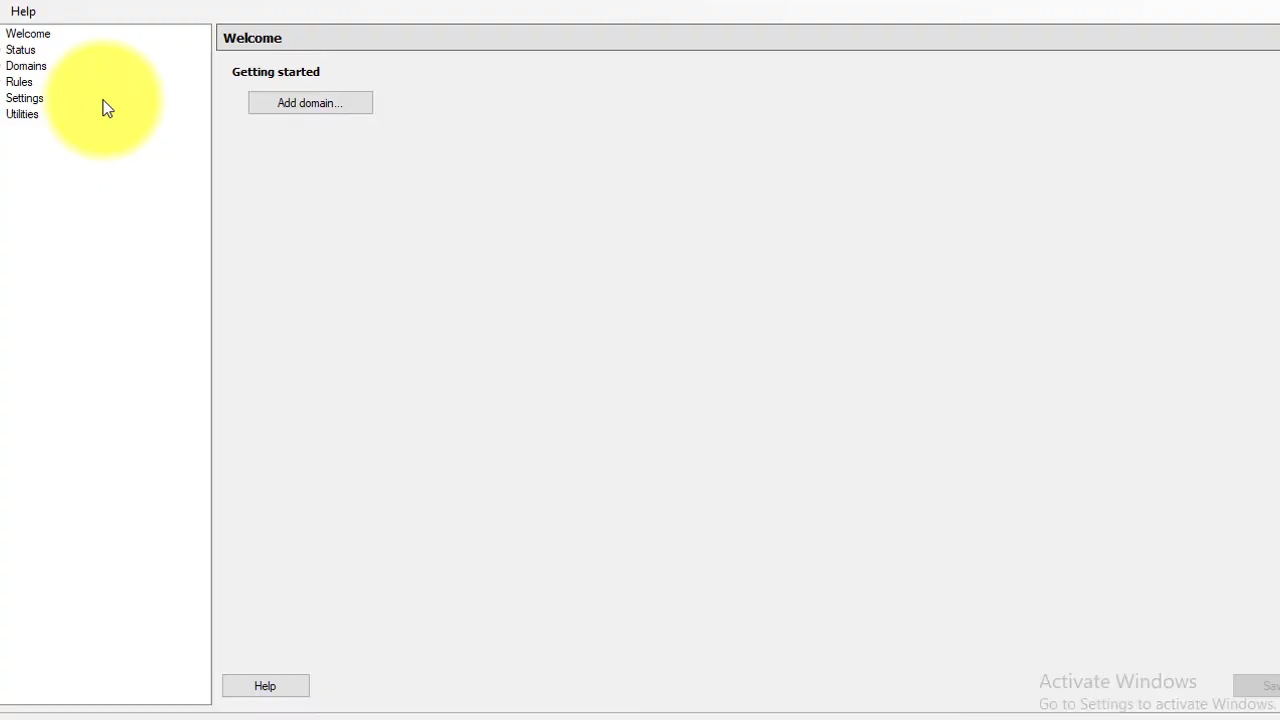 Help
Welcome
Status
Domains
Rules
Settings
Utilities
Welcome
Getting started
Add domain...
Help
Activate Windows
Go to Settings to activate Windows.